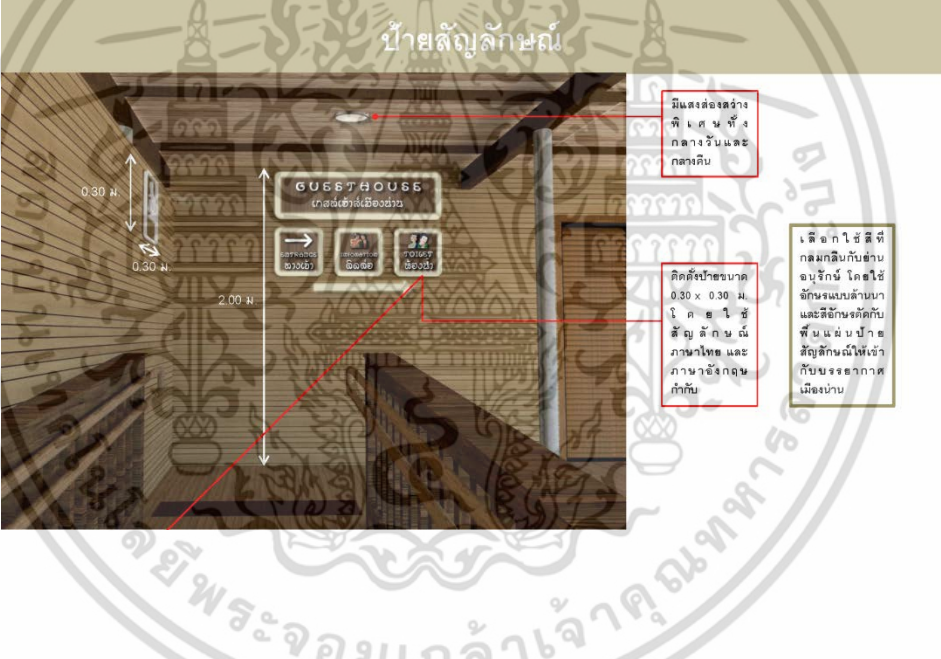 ป้ายสัญลักษณ์
มีแสงส่องสว่าง
พิเศษทั้ง
กลางวันและ
กลางคืน
0.30 ม
0.30 ม.
2.00 ม
GUESTHOUSE
เกสต์เฮ้าส์เมืองน่าน
ENTRANCE
ทางเข้า
INFORMATION
ติดต่อ
TOILET
ห้องน้ำ
ติดตั้งป้ายขนาด
0.30 x 0.30 ม.
โดยใช้
สัญลักษณ์
ภาษาไทย และ
ภาษาอังกฤษ
กำกับ
เลือกใช้สีที่
กลมกลืนกับย่าน
อนุรักษ์ โดยใช้
อักษรแบบล้านนา
และสีอักษรตัดกับ
พื้นแผ่นป้าย
สัญลักษณ์ให้เข้า
กับบรรยากาศ
เมืองน่าน